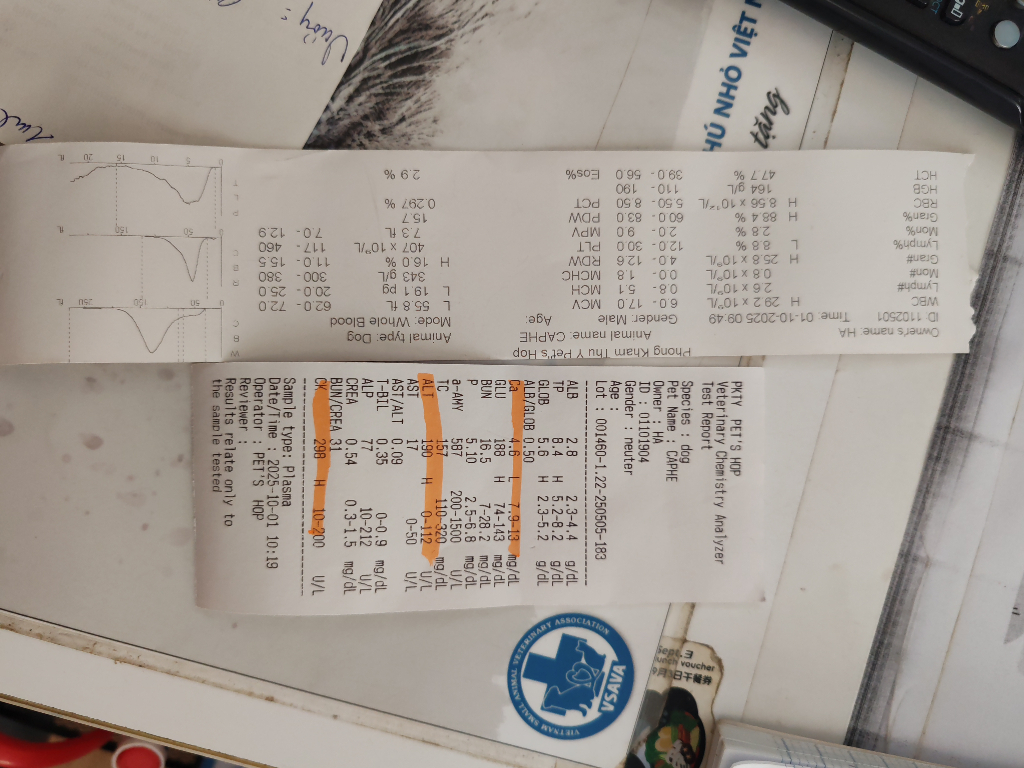 PXTY PET'S HOP
Veterinary Chemistry Analyzer
Test Report
Species : dog
Pet Name : CAPHE
Owner : HA
ID : 01101904
Gender : neuter
Age :
Lot : 001460-1.22-250505-183
ALB 2.8 2.3-4.4 g/dL
TP 8.4 H 5.2-8.2 g/dL
GLOB 5.6 H 2.3-5.2 g/dL
ALB/GLOB 0.50
Ca 4.6 L 7.9-13 mg/dL
GLU 188 H 74-143 mg/dL
BUN 16.5 7-28.2 mg/dL
P 5.10 2.5-6.8 mg/dL
a-AMY 587 200-1500 U/L
TC 157 110-320 mg/dL
ALT 190 H 0-112 U/L
AST 17 0-50 U/L
AST/ALT 0.09
T-BIL 0.35 0-0.9 mg/dL
ALP 77 10-212 U/L
CREA 0.54 0.3-1.5 mg/dL
BUN/CREA 31
CK 298 H 10-200 U/L
Sample type: Plasma
Date/Time : 2025-10-01 10:19
Operator : PET'S HOP
Reviewer :
Results relate only to
the sample tested
Phong Kham Thu Y Pet's Hop
Owner's name: HA Animal name: CAPHE Animal type: Dog
ID: 1102501 Time: 01-10-2025 09:49 Gender: Male Age: Mode: Whole Blood
WBC H 29.2 x 10⁹/L 6.0 - 17.0 MCV L 55.8 fL 62.0- 72.0
Lymph# 2.6 x 10⁹/L 0.8 - 5.1 MCH L 19.1 pg 20.0- 25.0
Mon# 0.8 x 10⁹/L 0.0 - 1.8 MCHC 343 g/L 300- 380
Gran# H 25.8 x 10⁹/L 4.0 - 12.6 RDW H 16.0 % 11.0- 15.5
Lymph% L 8.8 % 12.0 - 30.0 PLT 407 x 10⁹/L 117- 460
Mon% 2.8 % 2.0 - 9.0 MPV 7.3 fL 7.0- 12.9
Gran% H 88.4 % 60.0 - 83.0 PDW 15.7
RBC H 8.56 x 10¹²/L 5.50 - 8.50 PCT 0.297 %
HGB 164 g/L 110 - 190
HCT 47.7 % 39.0 - 56.0 Eos% 2.9 %
W B C
50 150 250 fL
R B C
150 fL
P L T
0 5 10 15 20 fL
HÚ NHỎ VIỆT
tặng
VIETNAM SMALL ANIMAL VETERINARY ASSOCIATION
VSAVA
Sept.3
lunch voucher